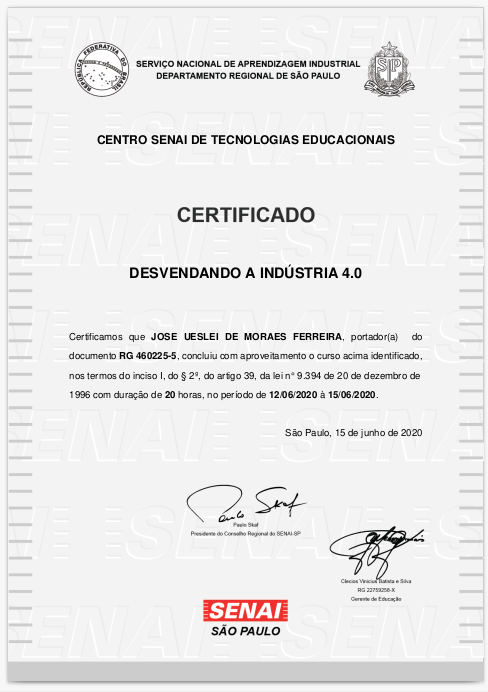 REPÚBLICA FEDERATIVA DO BRASIL
SERVIÇO NACIONAL DE APRENDIZAGEM INDUSTRIAL
DEPARTAMENTO REGIONAL DE SÃO PAULO
SP
CENTRO SENAI DE TECNOLOGIAS EDUCACIONAIS
CERTIFICADO
DESVENDANDO A INDÚSTRIA 4.0
Certificamos que JOSE UESLEI DE MORAES FERREIRA, portador(a) do
documento RG 460225-5, concluiu com aproveitamento o curso acima identificado,
nos termos do inciso I, do § 2º, do artigo 39, da lei n° 9.394 de 20 de dezembro de
1996 com duração de 20 horas, no período de 12/06/2020 à 15/06/2020.
São Paulo, 15 de junho de 2020
Paulo Skaf
Paulo Skaf
Presidente do Conselho Regional do SENAI-SP
Clecios Vinícius Batista e Silva
RG 22759258-X
Gerente de Educação
SENAI
SÃO PAULO